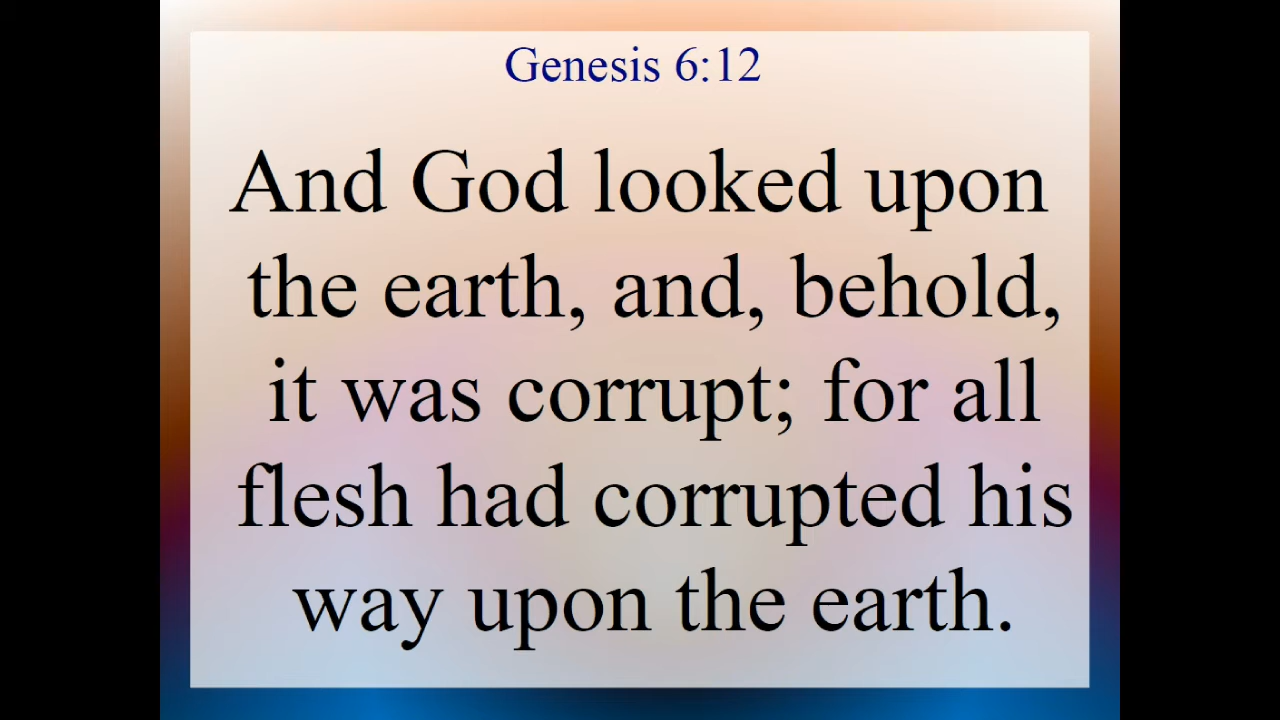 Genesis 6:12
And God looked upon
the earth, and, behold,
it was corrupt; for all
flesh had corrupted his
way upon the earth.